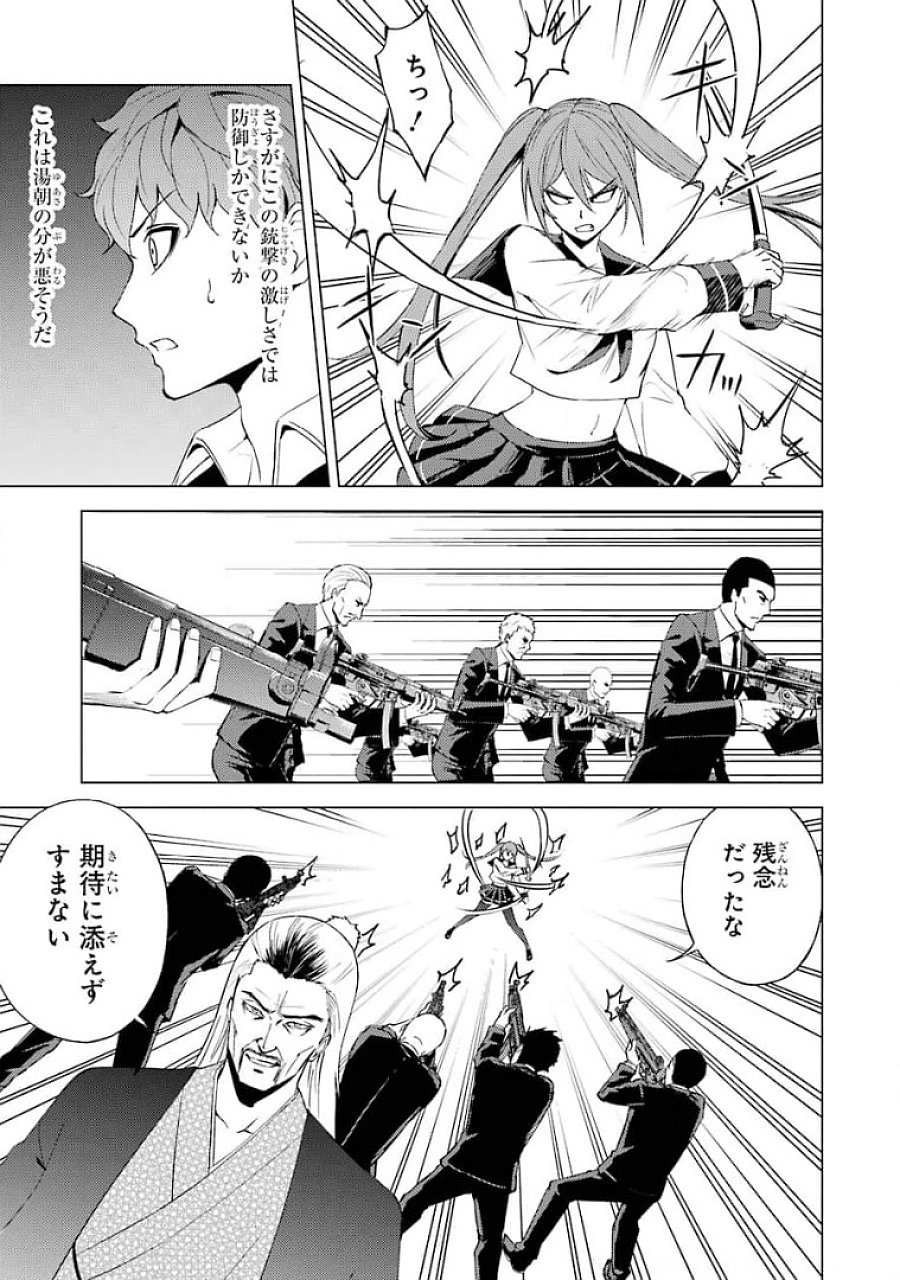 ちっ！
キン
さすがにこの銃撃の激しさでは
防御しかできないか
これは湯朝の分が悪そうだ
残念
だったな
期待に添えず
すまない